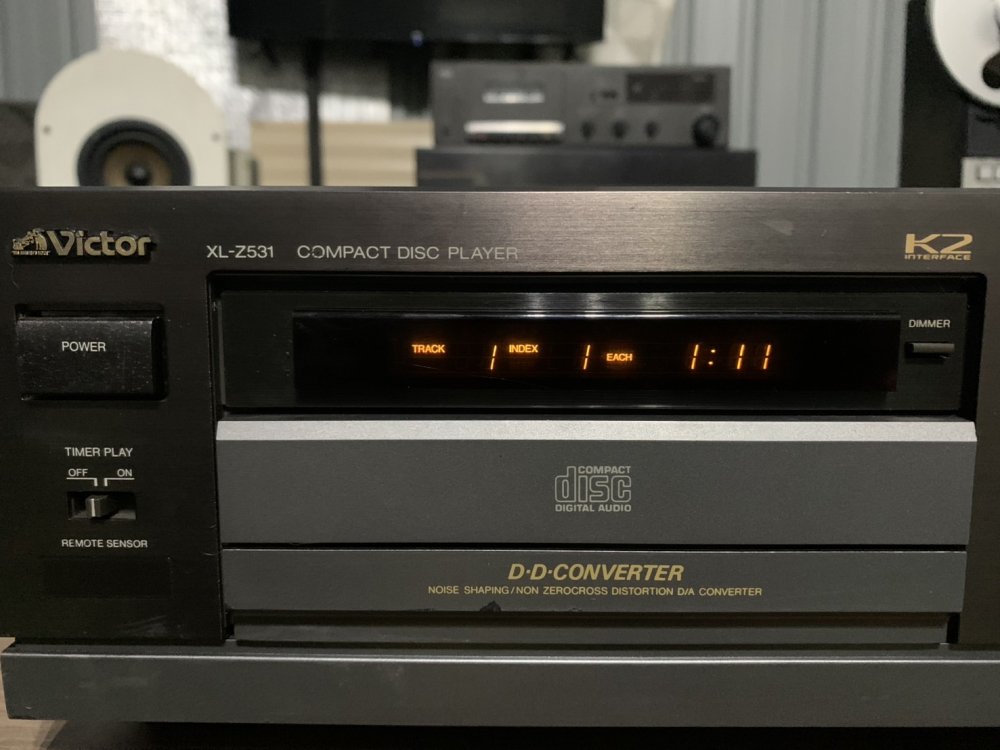 Victor
XL-Z531 COMPACT DISC PLAYER
K2
INTERFACE
POWER
TRACK 1 INDEX 1 EACH 1:11
DIMMER
TIMER PLAY
OFF ON
REMOTE SENSOR
COMPACT
disc
DIGITAL AUDIO
D·D·CONVERTER
NOISE SHAPING/NON ZEROCROSS DISTORTION D/A CONVERTER